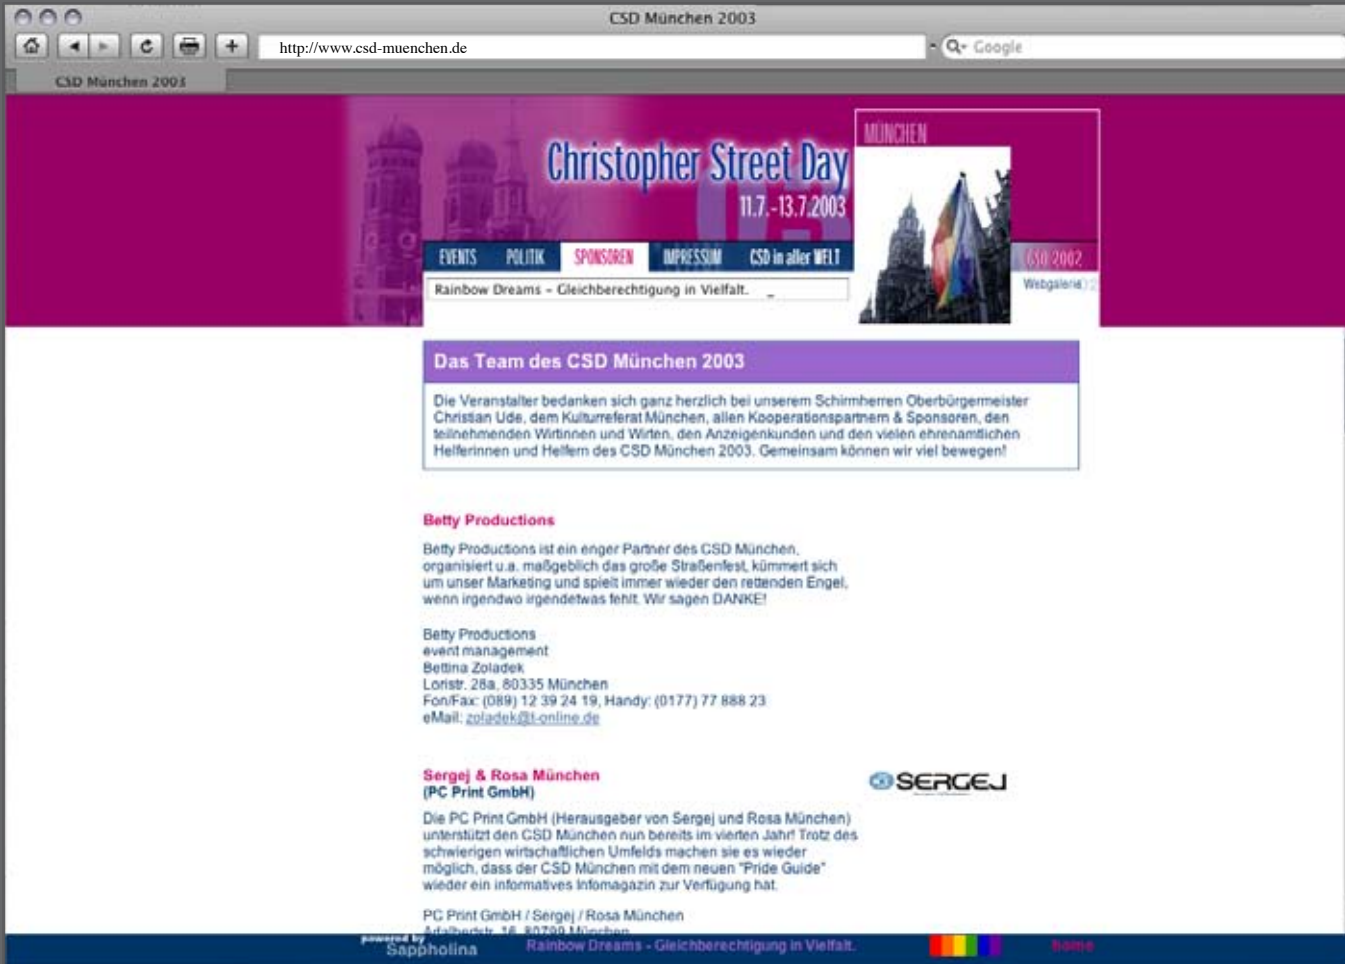 CSD München 2003
http://www.csd-muenchen.de
Google
CSD München 2003
MÜNCHEN
Christopher Street Day
11.7.-13.7.2003
EVENTS POLITIK SPONSOREN IMPRESSUM CSD in aller WELT
CSD 2002
Rainbow Dreams - Gleichberechtigung in Vielfalt. _
Webgalerie
Das Team des CSD München 2003
Die Veranstalter bedanken sich ganz herzlich bei unserem Schirmherren Oberbürgermeister
Christian Ude, dem Kulturreferat München, allen Kooperationspartnern & Sponsoren, den
teilnehmenden Wirtinnen und Wirten, den Anzeigenkunden und den vielen ehrenamtlichen
Helferinnen und Helfern des CSD München 2003. Gemeinsam können wir viel bewegen!
Betty Productions
Betty Productions ist ein enger Partner des CSD München,
organisiert u.a. maßgeblich das große Straßenfest, kümmert sich
um unser Marketing und spielt immer wieder den rettenden Engel,
wenn irgendwo irgendetwas fehlt. Wir sagen DANKE!
Betty Productions
event management
Bettina Zoladek
Loristr. 28a, 80335 München
Fon/Fax: (089) 12 39 24 19, Handy: (0177) 77 888 23
eMail: zoladek@t-online.de
Sergej & Rosa München
(PC Print GmbH)
SERGEJ
Die PC Print GmbH (Herausgeber von Sergej und Rosa München)
unterstützt den CSD München nun bereits im vierten Jahr! Trotz des
schwierigen wirtschaftlichen Umfelds machen sie es wieder
möglich, dass der CSD München mit dem neuen "Pride Guide"
wieder ein informatives Infomagazin zur Verfügung hat.
PC Print GmbH / Sergej / Rosa München
Adalbertstr. 16, 80799 München
powered by
Sappholina
Rainbow Dreams - Gleichberechtigung in Vielfalt.
home